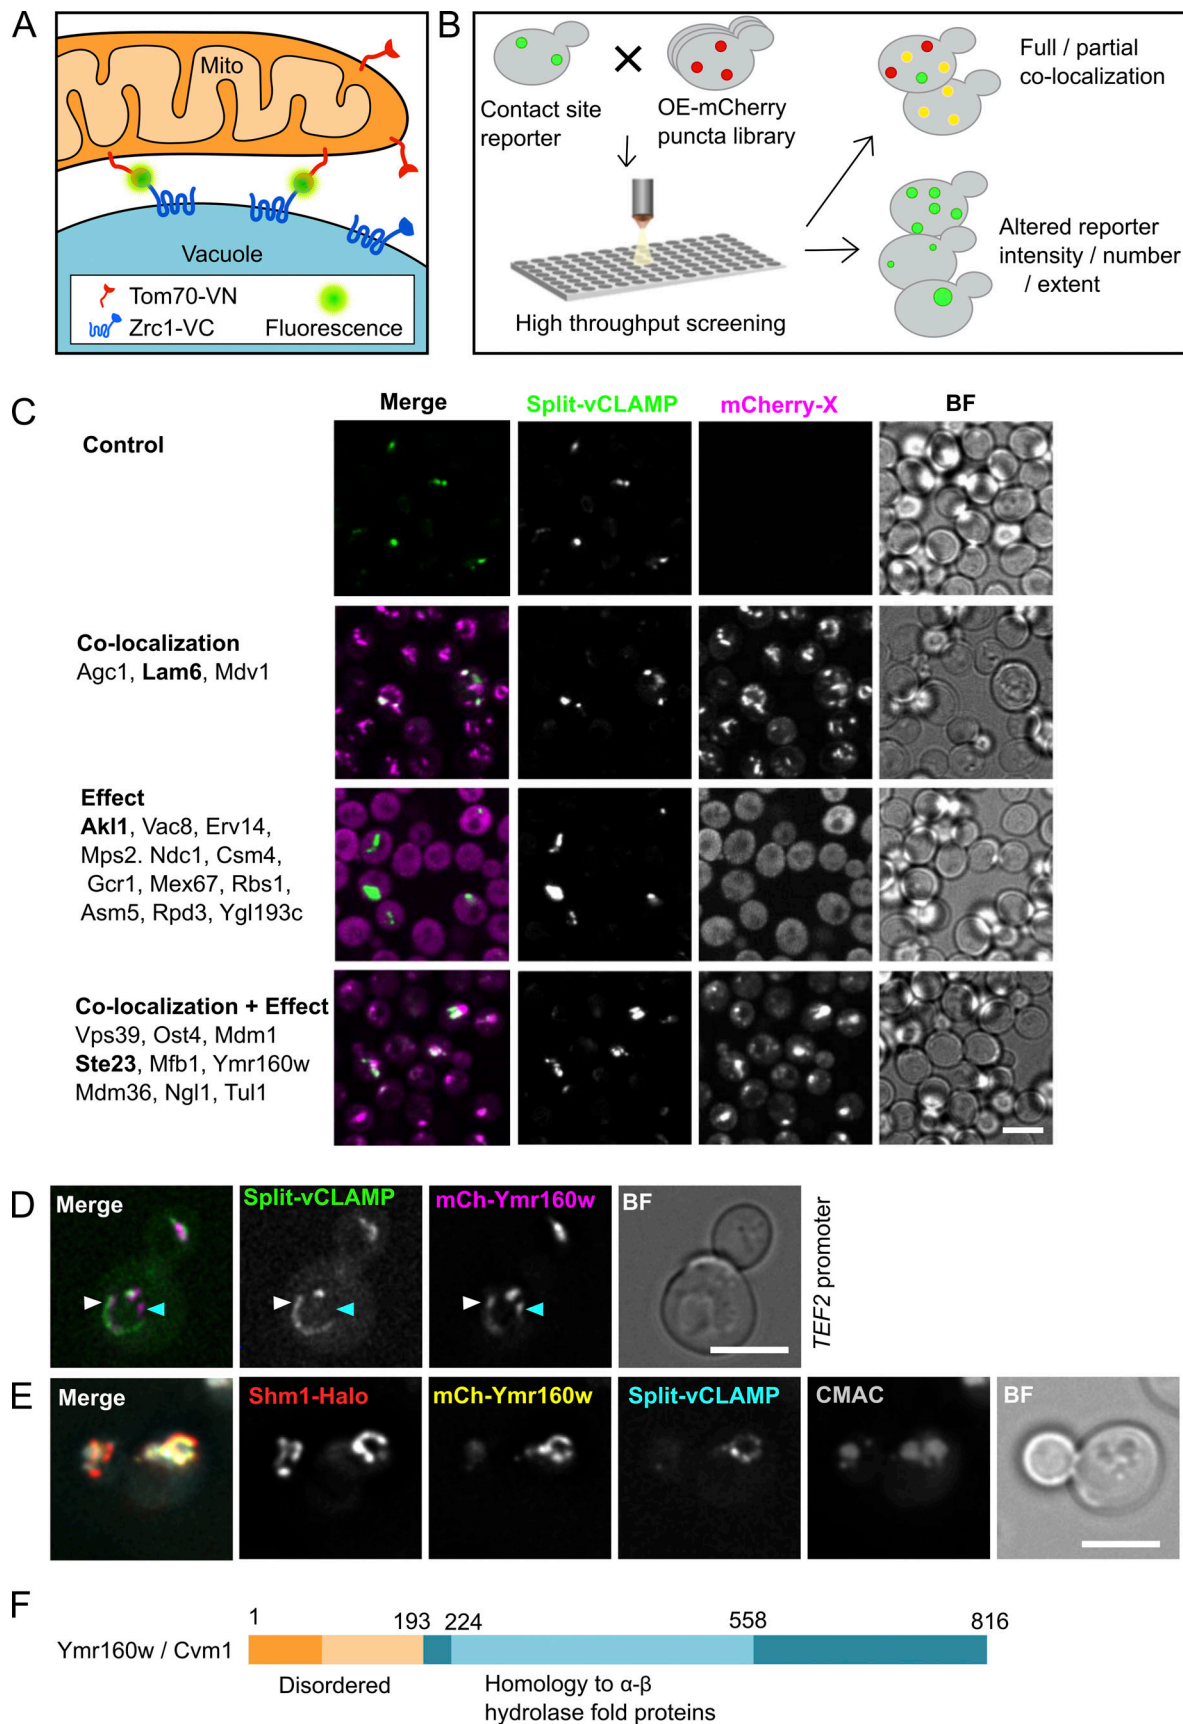 A
Mito
Vacuole
Tom70-VN
Zrc1-VC
Fluorescence
B
Contact site
reporter
OE-mCherry
puncta library
High throughput screening
Full / partial
co-localization
Altered reporter
intensity / number
/ extent
C
Merge
Split-vCLAMP
mCherry-X
BF
Control
Co-localization
Agc1, Lam6, Mdv1
Effect
Akl1, Vac8, Erv14,
Mps2. Ndc1, Csm4,
Gcr1, Mex67, Rbs1,
Asm5, Rpd3, Ygl193c
Co-localization + Effect
Vps39, Ost4, Mdm1
Ste23, Mfb1, Ymr160w
Mdm36, Ngl1, Tul1
D
Merge
Split-vCLAMP
mCh-Ymr160w
BF
TEF2 promoter
E
Merge
Shm1-Halo
mCh-Ymr160w
Split-vCLAMP
CMAC
BF
F
1
193
224
558
816
Ymr160w / Cvm1
Disordered
Homology to α-β
hydrolase fold proteins